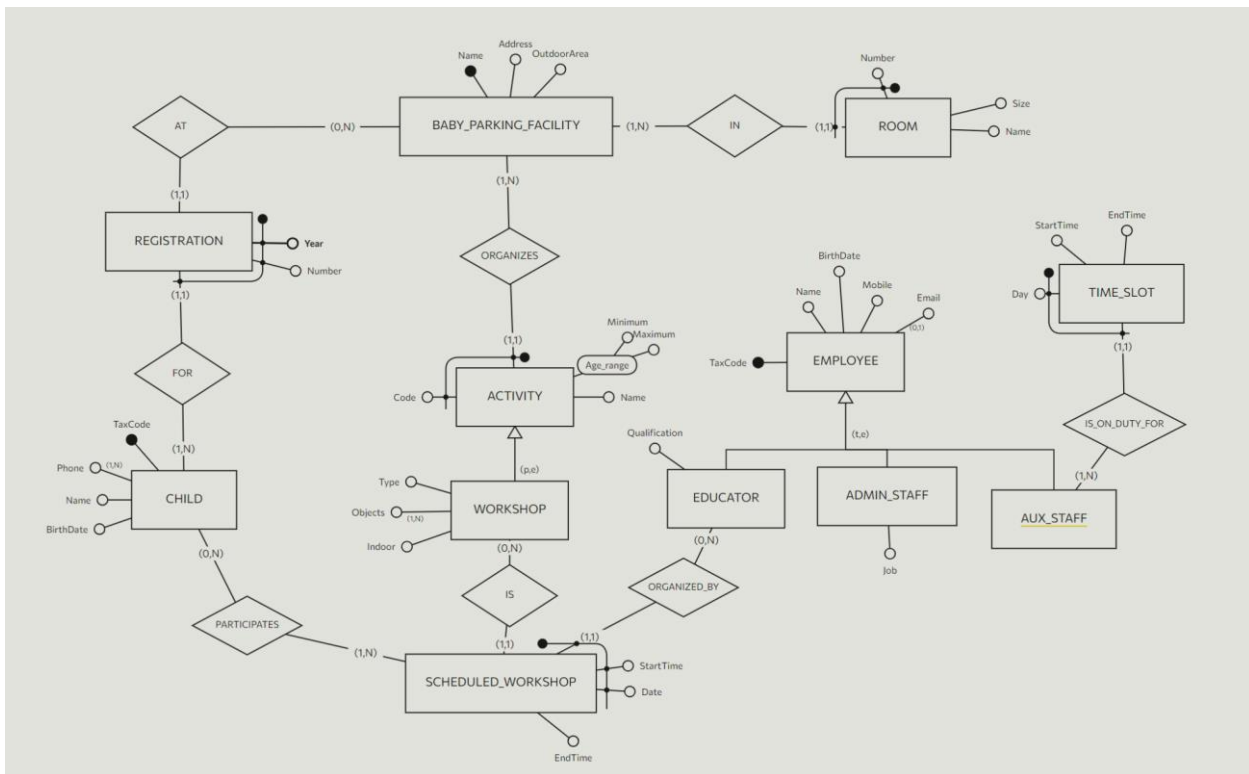 Name
Address
OutdoorArea
Number
AT
(0,N)
BABY_PARKING_FACILITY
(1,N)
IN
(1,1)
ROOM
Size
Name
(1,1)
(1,N)
REGISTRATION
Year
Number
ORGANIZES
StartTime
EndTime
BirthDate
Name
Mobile
Email
(0,1)
Day
TIME_SLOT
(1,1)
(1,1)
Minimum
Maximum
Age_range
TaxCode
EMPLOYEE
(1,1)
FOR
Code
ACTIVITY
Name
TaxCode
(1,N)
Phone
(1,N)
Name
CHILD
BirthDate
(p,e)
Type
Objects
(1,N)
Indoor
WORKSHOP
Qualification
(t,e)
IS_ON_DUTY_FOR
EDUCATOR
ADMIN_STAFF
(1,N)
AUX_STAFF
(0,N)
(0,N)
(0,N)
Job
IS
ORGANIZED_BY
PARTICIPATES
(1,N)
(1,1)
(1,1)
SCHEDULED_WORKSHOP
StartTime
Date
EndTime